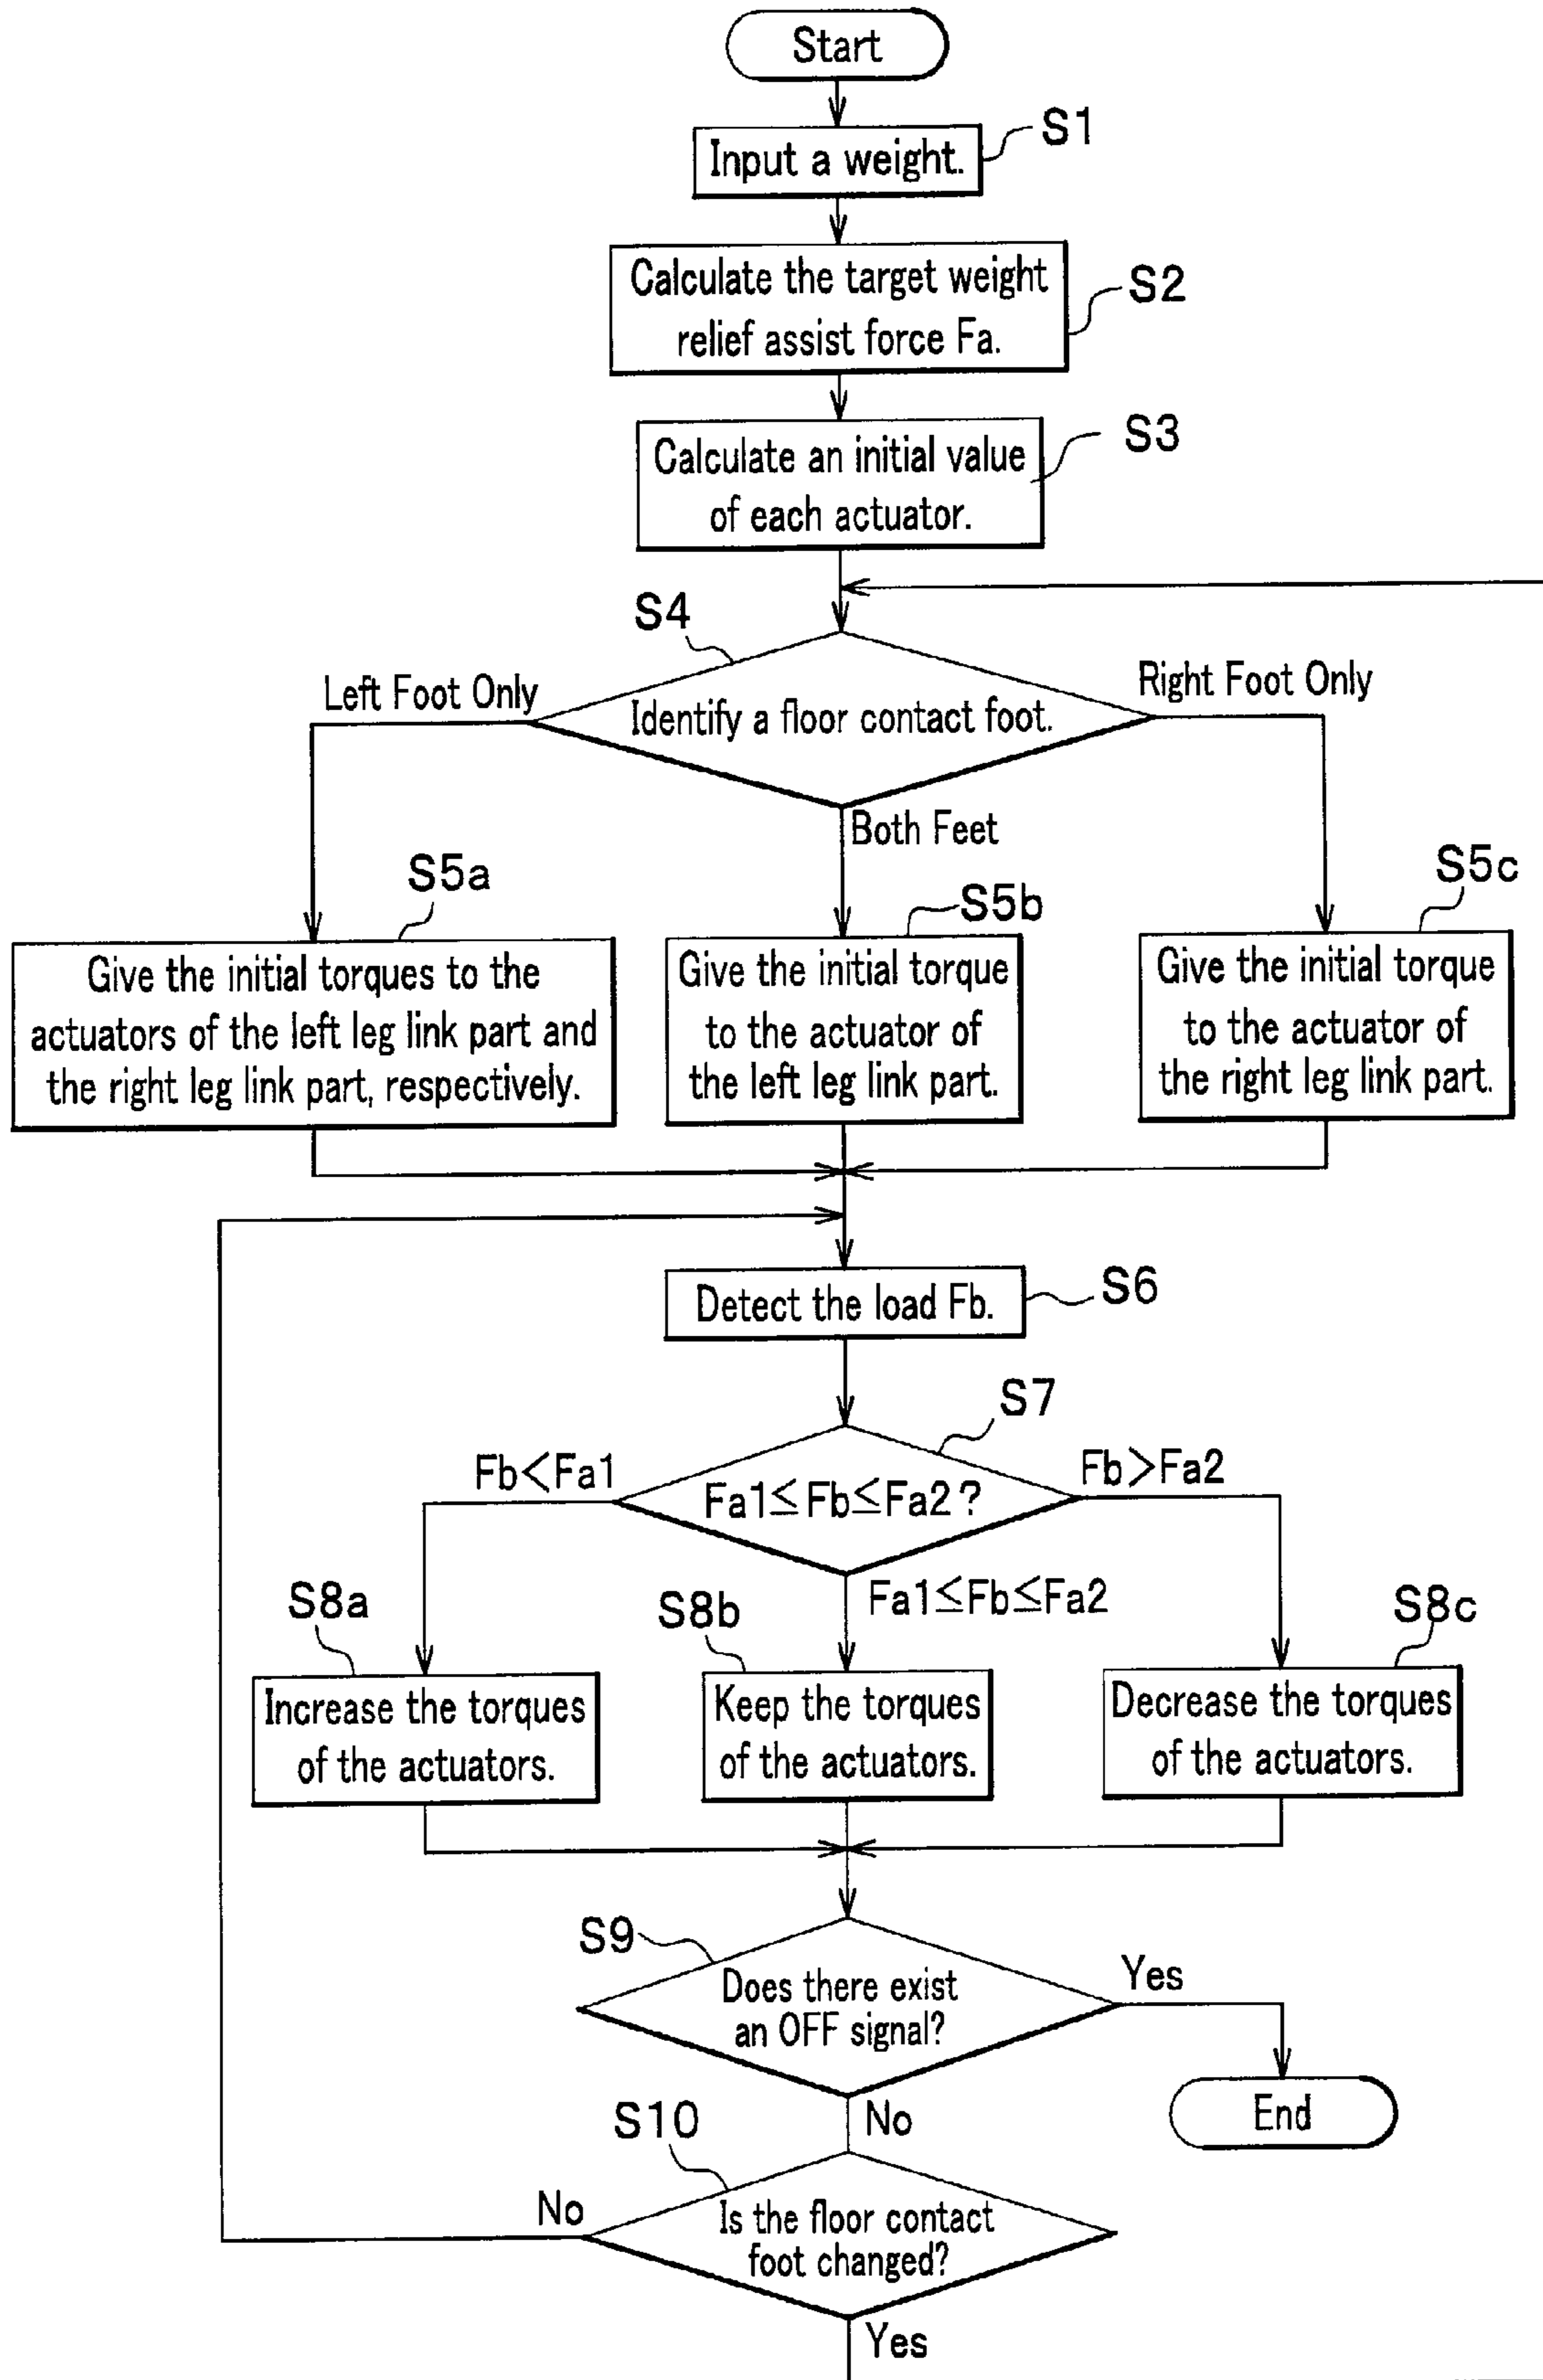 Start
S1
Input a weight.
S2
Calculate the target weight
relief assist force Fa.
S3
Calculate an initial value
of each actuator.
S4
Left Foot Only
Right Foot Only
Identify a floor contact foot.
Both Feet
S5a
S5b
S5c
Give the initial torques to the
actuators of the left leg link part and
the right leg link part, respectively.
Give the initial torque
to the actuator of
the left leg link part.
Give the initial torque
to the actuator of
the right leg link part.
Detect the load Fb.
S6
S7
Fb<Fa1
Fa1≦Fb≦Fa2?
Fb>Fa2
Fa1≦Fb≦Fa2
S8a
S8b
S8c
Increase the torques
of the actuators.
Keep the torques
of the actuators.
Decrease the torques
of the actuators.
S9
Does there exist
an OFF signal?
Yes
End
No
S10
No
Is the floor contact
foot changed?
Yes